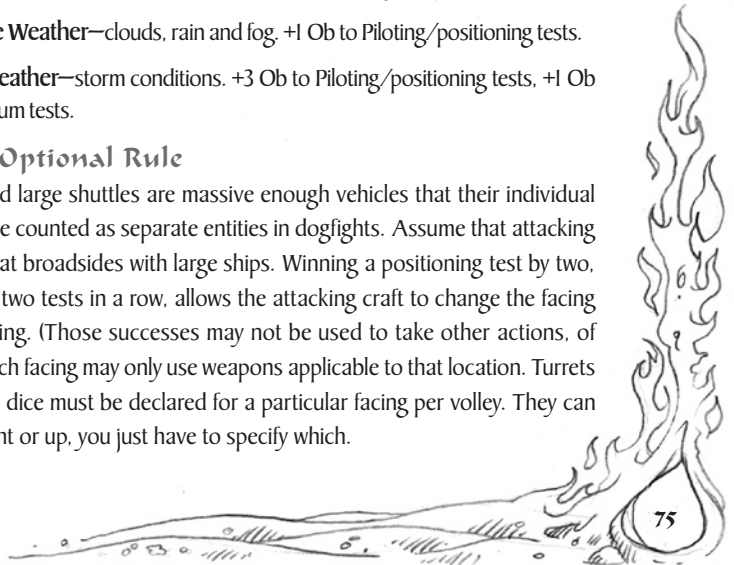 e Weather—clouds, rain and fog. +1 Ob to Piloting/positioning tests.
eather—storm conditions. +3 Ob to Piloting/positioning tests, +1 Ob
um tests.
Optional Rule
d large shuttles are massive enough vehicles that their individual
e counted as separate entities in dogfights. Assume that attacking
at broadsides with large ships. Winning a positioning test by two,
two tests in a row, allows the attacking craft to change the facing
ing. (Those successes may not be used to take other actions, of
ch facing may only use weapons applicable to that location. Turrets
dice must be declared for a particular facing per volley. They can
nt or up, you just have to specify which.
75